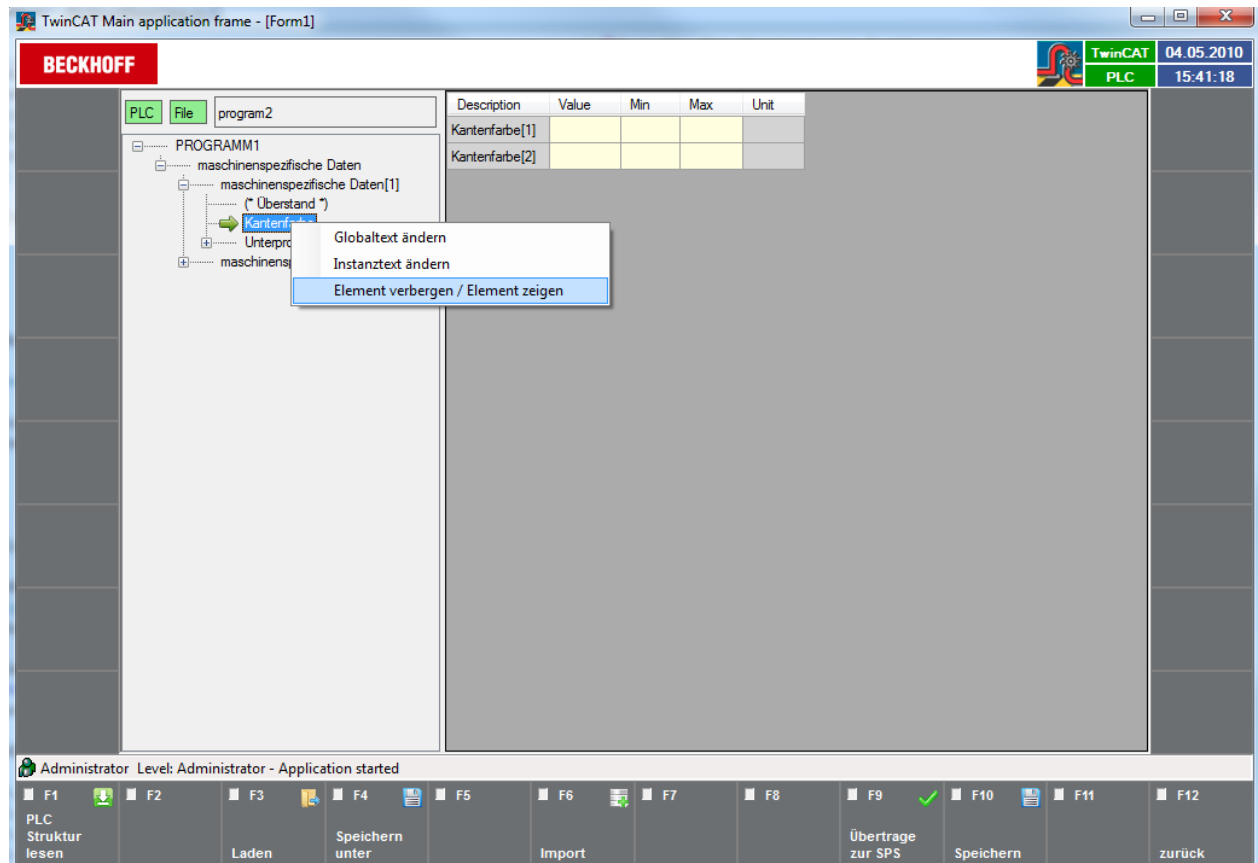 TwinCAT Main application frame - [Form1]
BECKHOFF
TwinCAT 04.05.2010
PLC 15:41:18
PLC File program2
PROGRAMM1
maschinenspezifische Daten
maschinenspezifische Daten[1]
(* Überstand *)
Kantenfarbe
Unterpro
maschinensp
Globaltext ändern
Instanztext ändern
Element verbergen / Element zeigen
Description Value Min Max Unit
Kantenfarbe[1]
Kantenfarbe[2]
Administrator Level: Administrator - Application started
F1 F2 F3 F4 F5 F6 F7 F8 F9 F10 F11 F12
PLC
Struktur Speichern Übertrage
lesen Laden unter Import zur SPS Speichern zurück